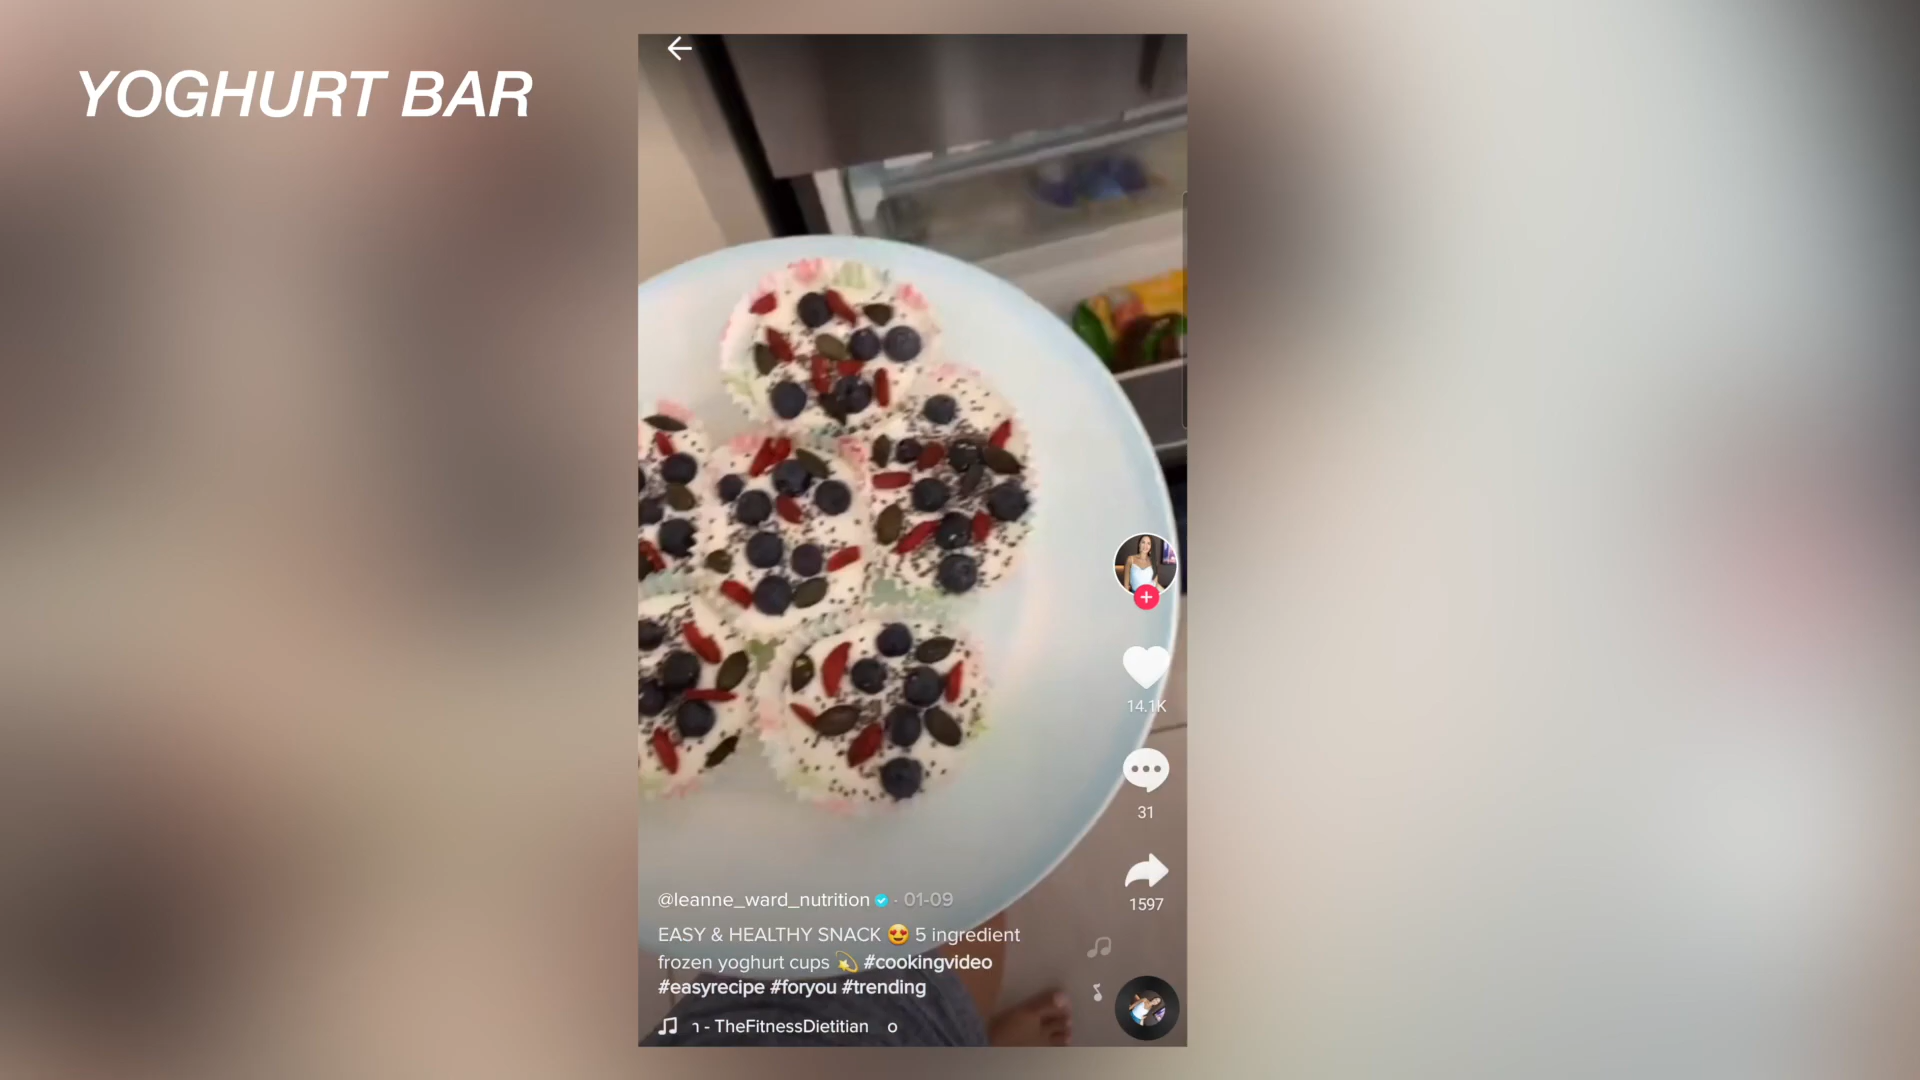 YOGHURT BAR
14.1K
31
1597
@leanne_ward_nutrition · 01-09
EASY & HEALTHY SNACK 😍 5 ingredient
frozen yoghurt cups 💫 #cookingvideo
#easyrecipe #foryou #trending
- TheFitnessDietitian o